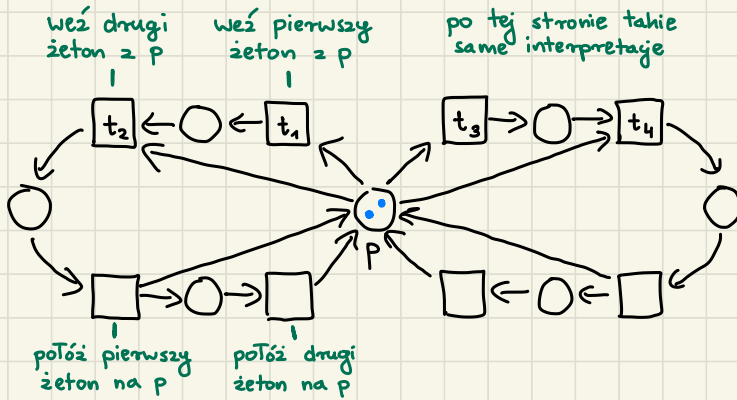 weź drugi
żeton z p
weź pierwszy
żeton z p
po tej stronie takie
same interpretaje
t₂
t₁
t₃
t₄
p
połóż pierwszy
żeton na p
połóż drugi
żeton na p